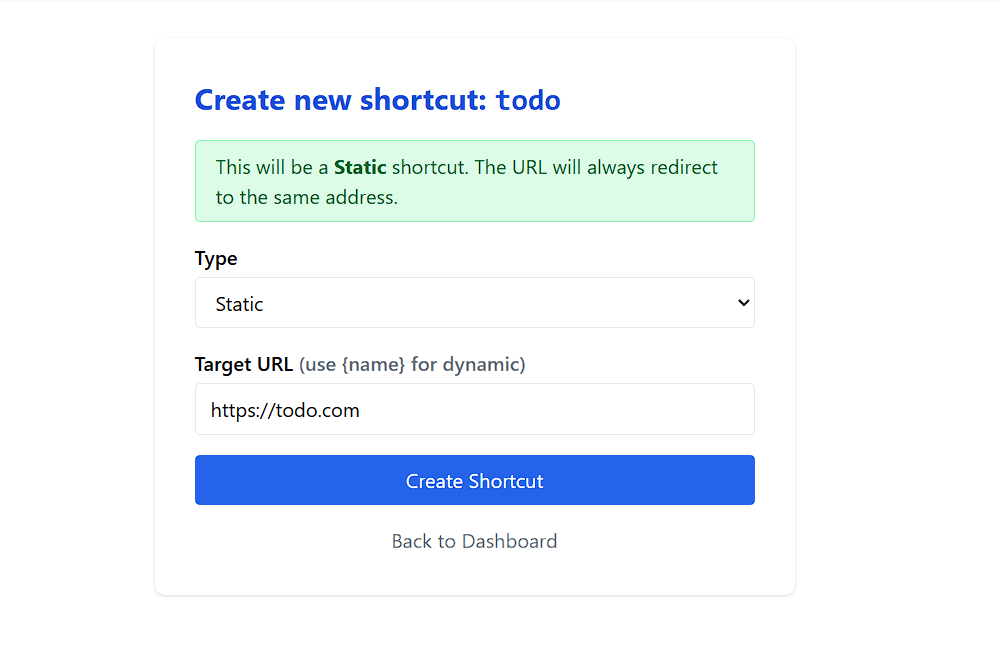 Create new shortcut: todo
This will be a Static shortcut. The URL will always redirect
to the same address.
Type
Static
Target URL (use {name} for dynamic)
https://todo.com
Create Shortcut
Back to Dashboard